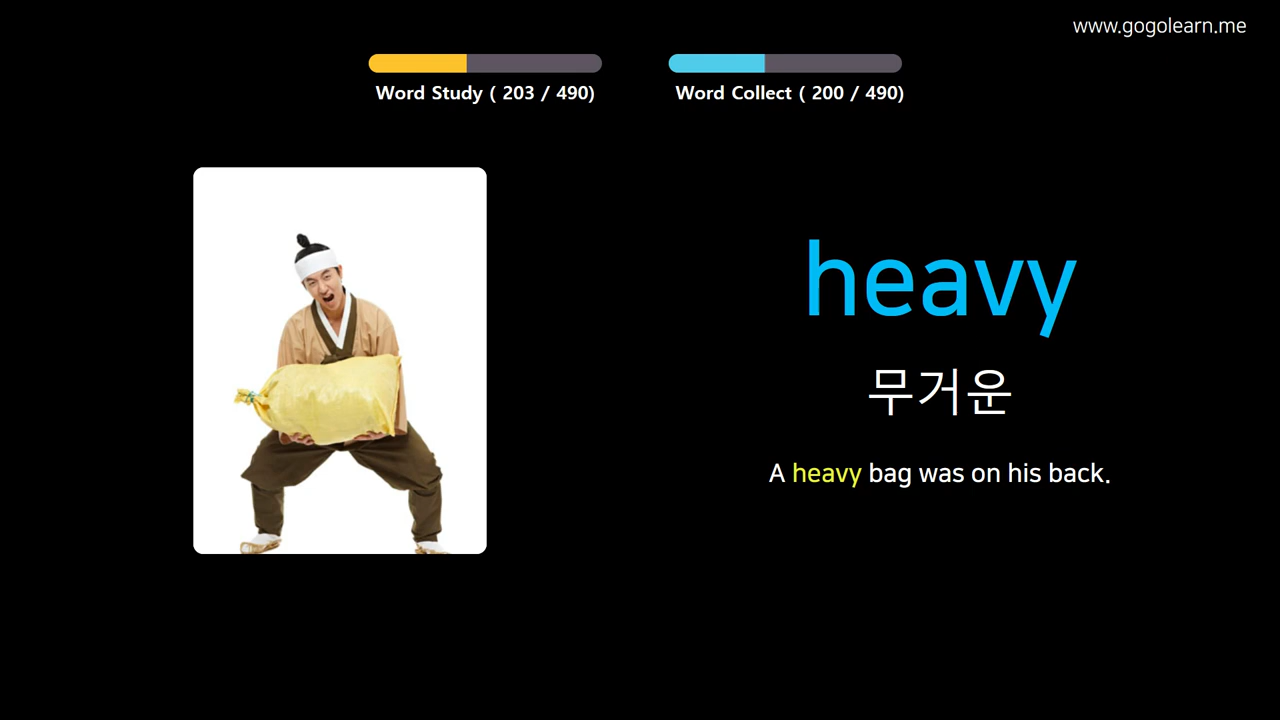 www.gogolearn.me
Word Study ( 203 / 490)
Word Collect ( 200 / 490)
heavy
무거운
A heavy bag was on his back.